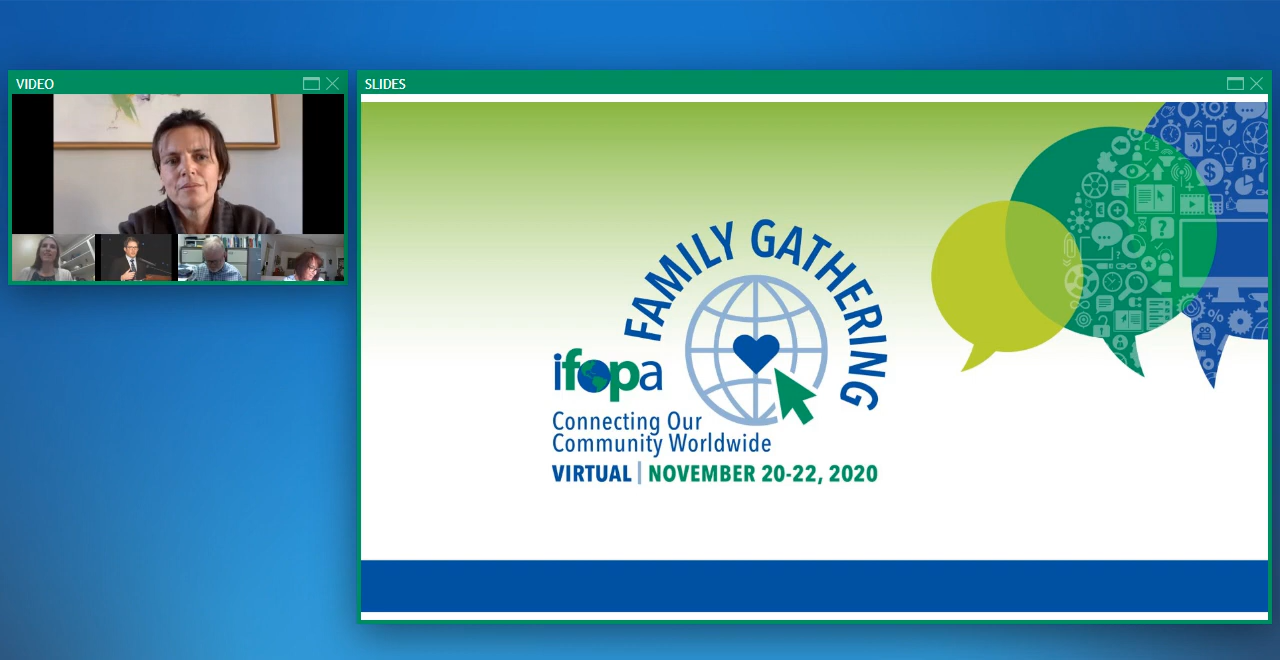 VIDEO
SLIDES
FAMILY GATHERING
ifopa
Connecting Our
Community Worldwide
VIRTUAL | NOVEMBER 20-22, 2020